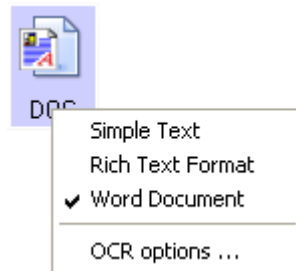 DOC
Simple Text
Rich Text Format
Word Document
OCR options ...